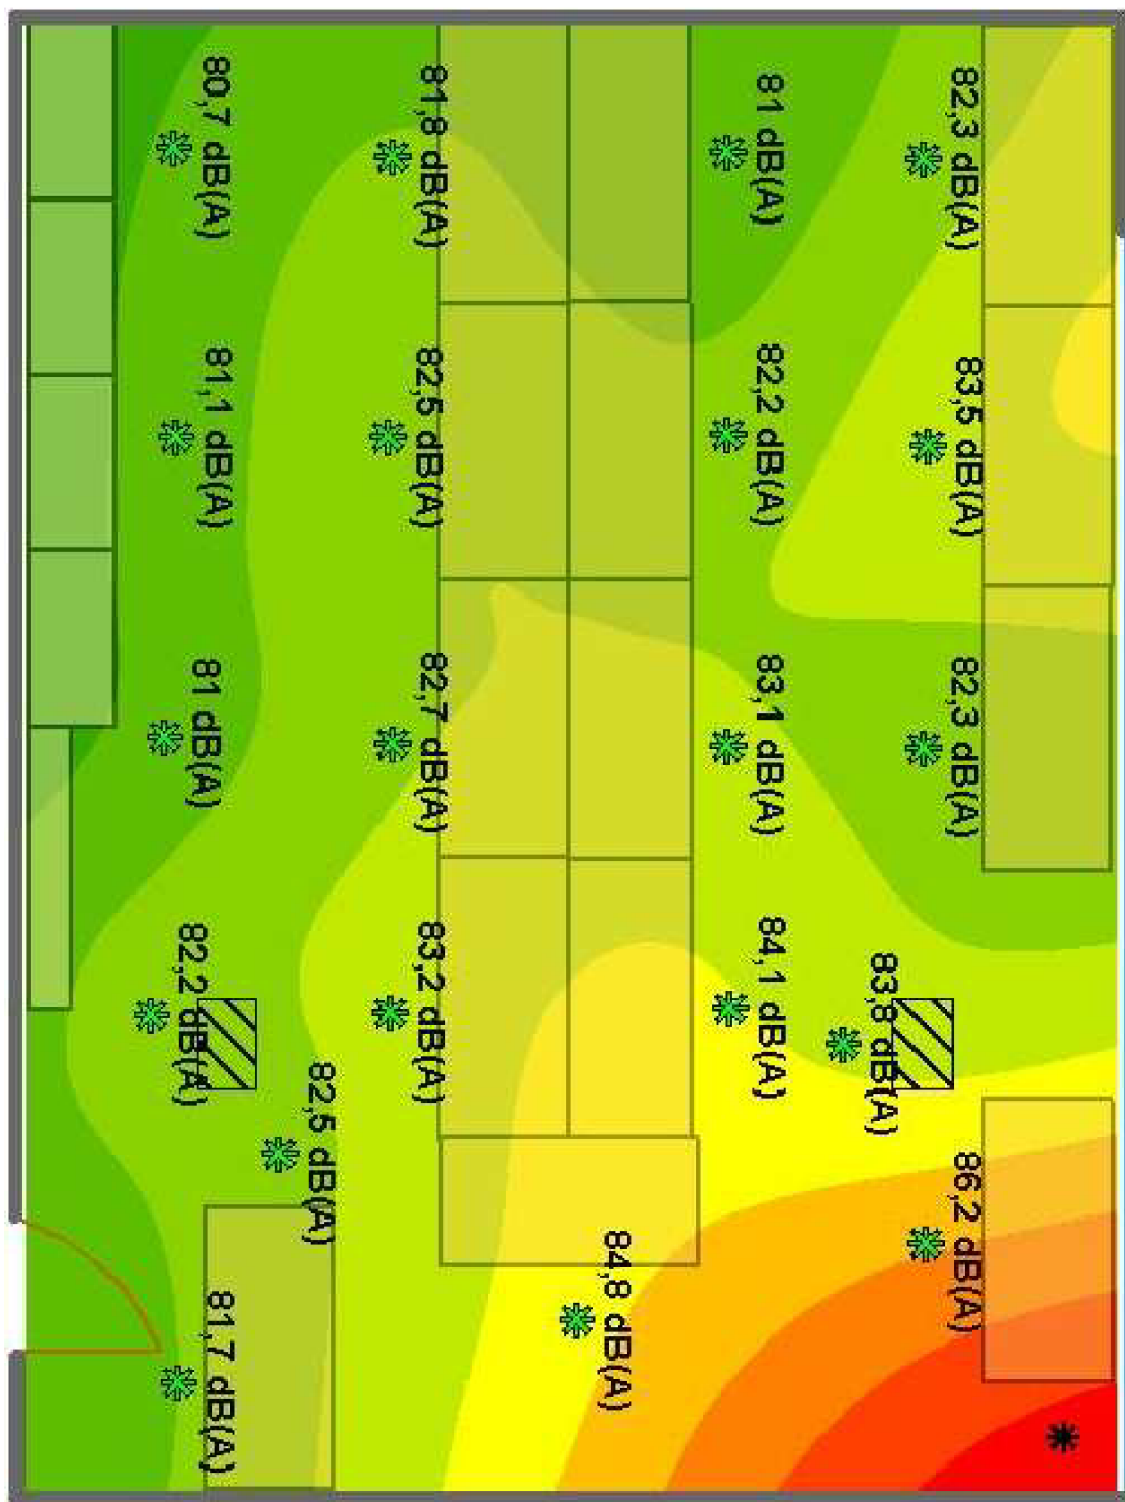 80,7 dB(A)
81,8 dB(A)
81 dB(A)
82,3 dB(A)
81,1 dB(A)
82,5 dB(A)
82,2 dB(A)
83,5 dB(A)
81 dB(A)
82,7 dB(A)
83,1 dB(A)
82,3 dB(A)
82,2 dB(A)
83,2 dB(A)
84,1 dB(A)
83,8 dB(A)
82,5 dB(A)
86,2 dB(A)
84,8 dB(A)
81,7 dB(A)